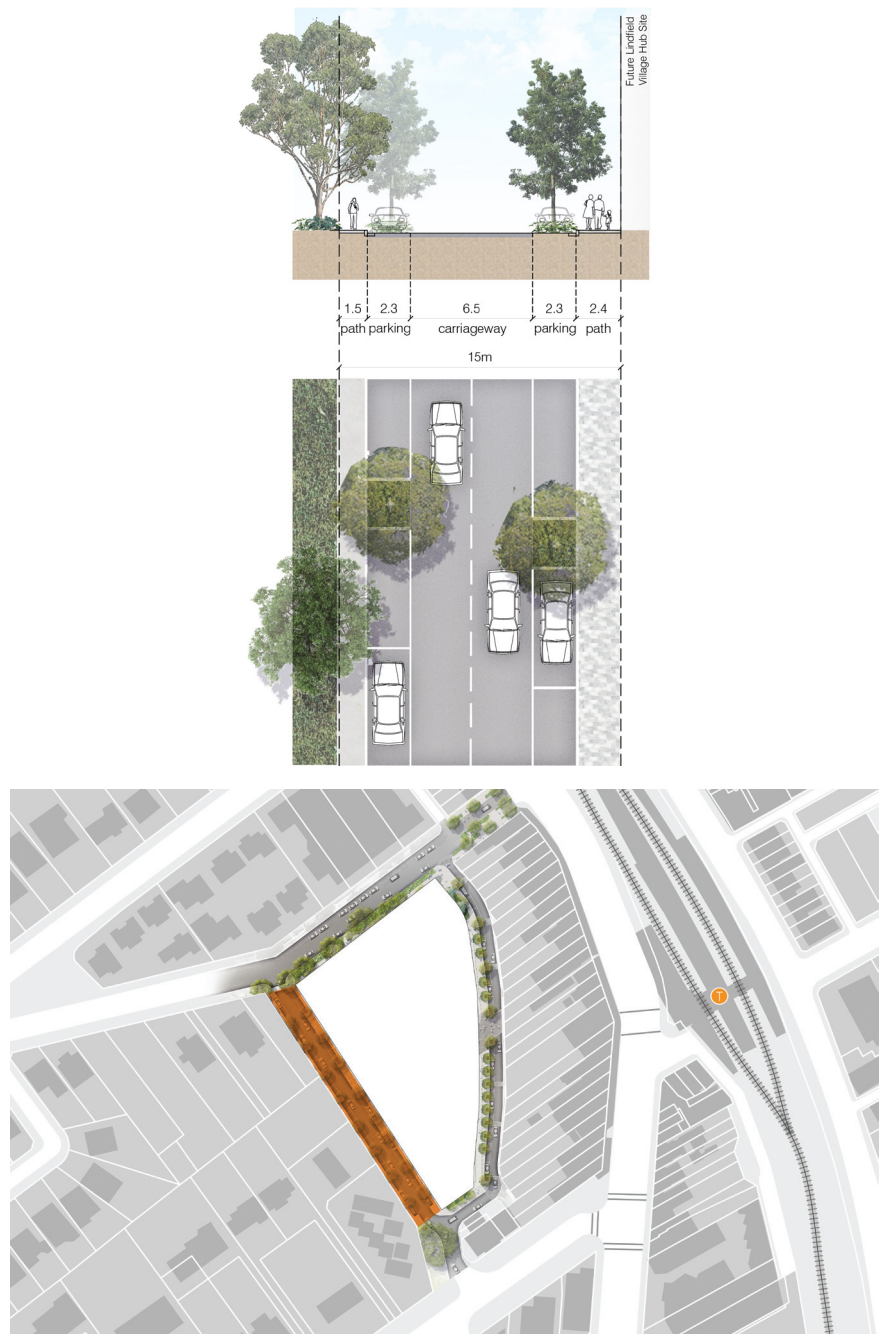 Future Lindfield
Village Hub Site
1.5 2.3 6.5 2.3 2.4
path parking carriageway parking path
15m
T